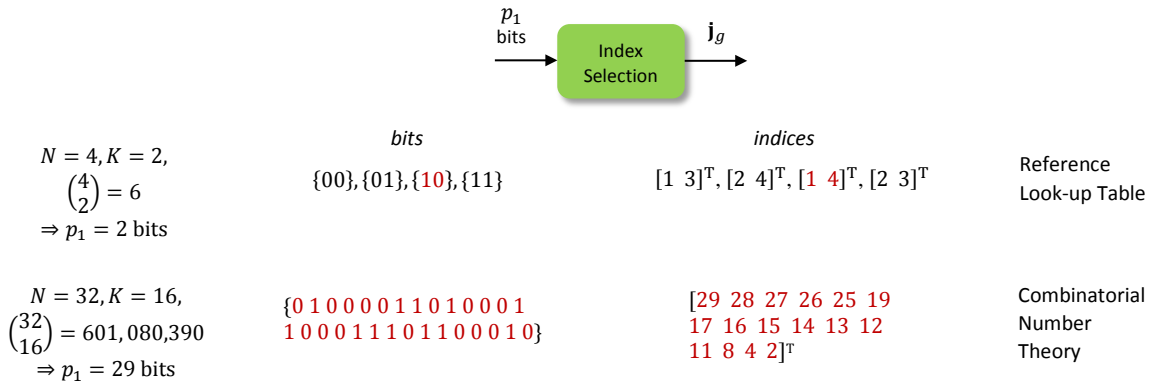 p₁
bits
Index
Selection
𝐣g
bits
indices
N = 4, K = 2,
(4 2) = 6
⇒ p₁ = 2 bits
{00}, {01}, {10}, {11}
[1 3]ᵀ, [2 4]ᵀ, [1 4]ᵀ, [2 3]ᵀ
Reference
Look-up Table
N = 32, K = 16,
(32 16) = 601,080,390
⇒ p₁ = 29 bits
{0 1 0 0 0 0 1 1 0 1 0 0 0 1
1 0 0 0 1 1 1 0 1 1 0 0 0 1 0}
[29 28 27 26 25 19
17 16 15 14 13 12
11 8 4 2]ᵀ
Combinatorial
Number
Theory